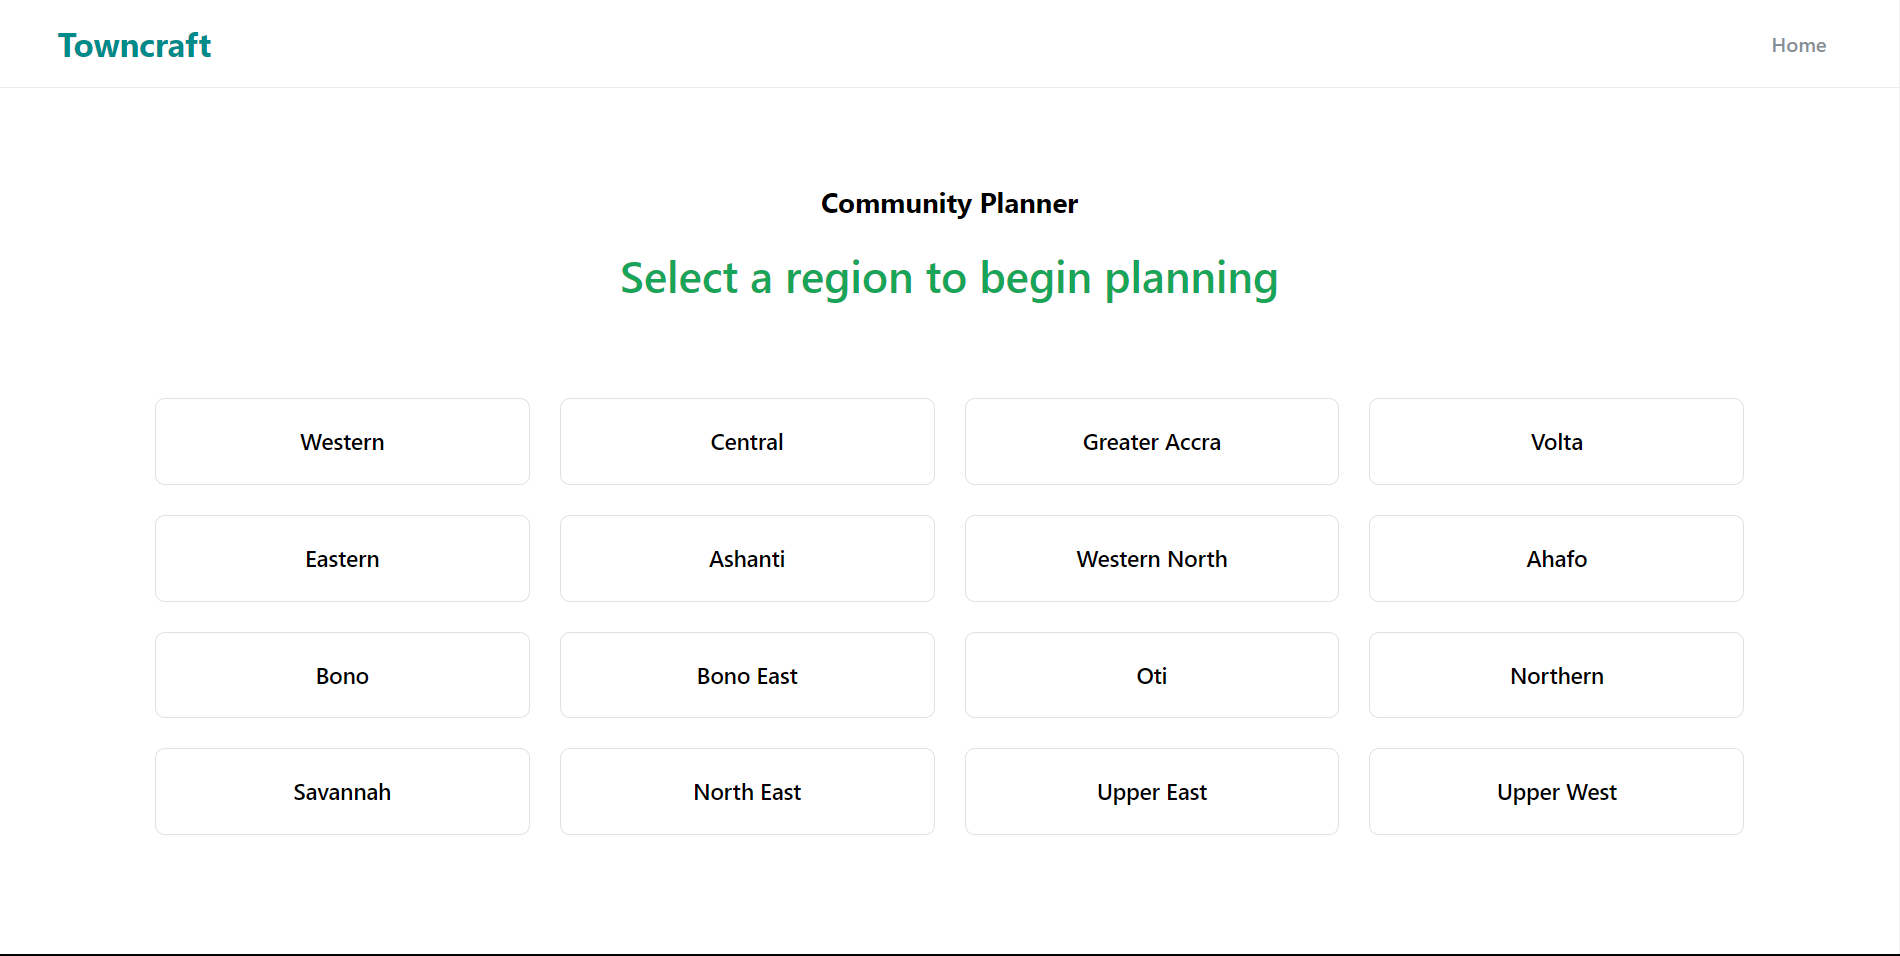 Towncraft
Home
Community Planner
Select a region to begin planning
Western
Central
Greater Accra
Volta
Eastern
Ashanti
Western North
Ahafo
Bono
Bono East
Oti
Northern
Savannah
North East
Upper East
Upper West